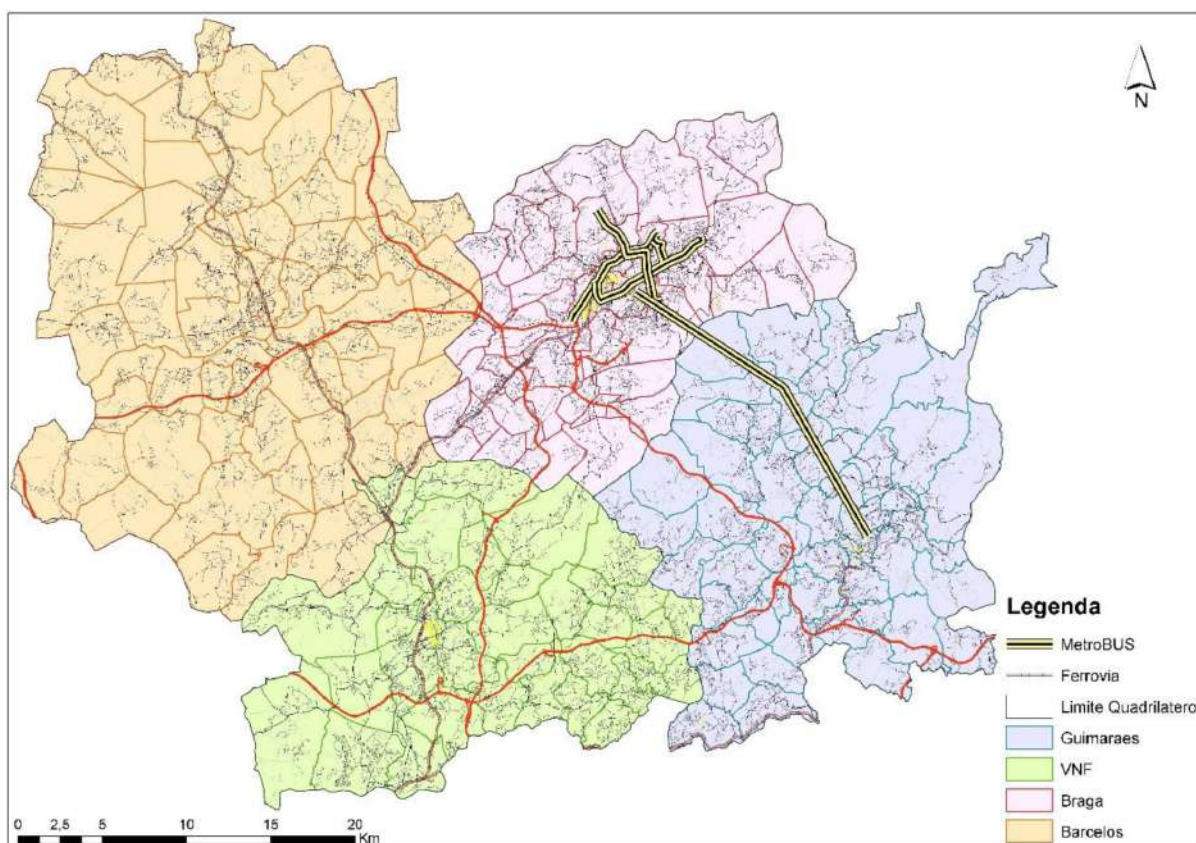 N
Legenda
MetroBUS
Ferrovia
Limite Quadrilatero
Guimaraes
VNF
Braga
Barcelos
0 2,5 5 10 15 20
Km